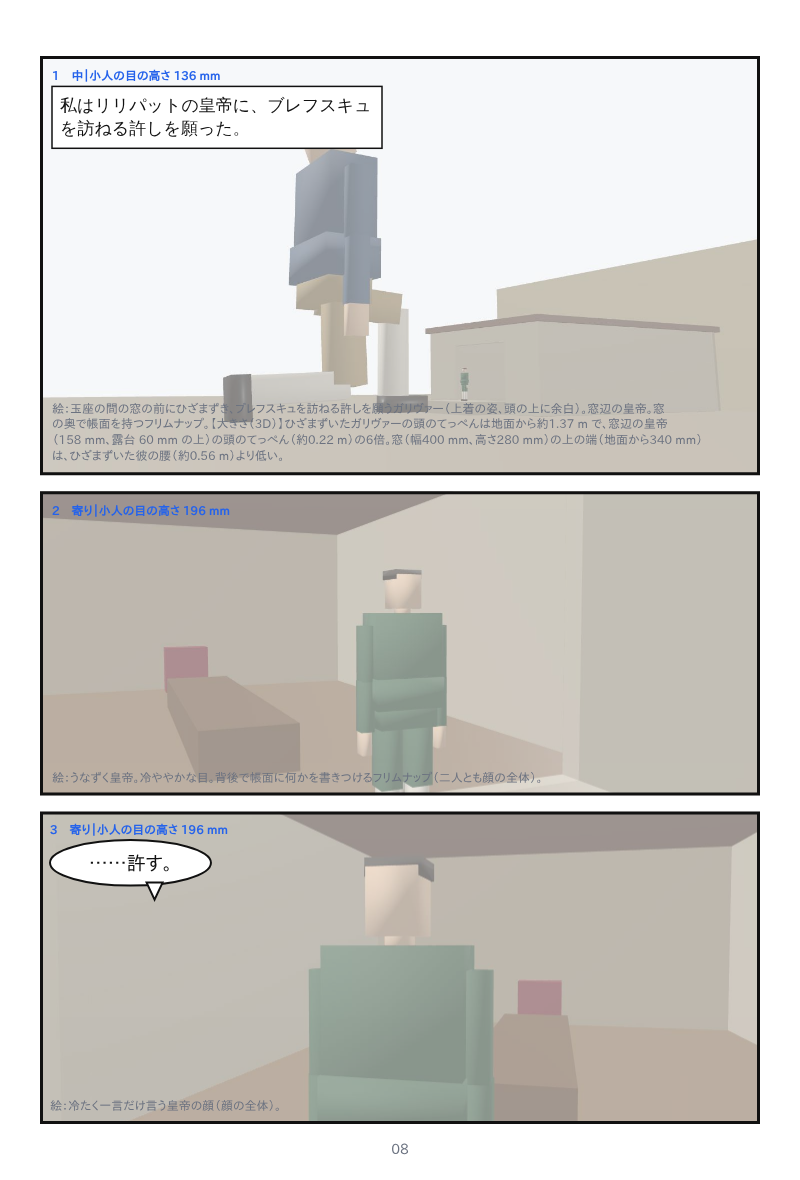 1 中|小人の目の高さ 136 mm
私はリリパットの皇帝に、ブレフスキュ
を訪ねる許しを願った。
絵：玉座の間の窓の前にひざまずき、ブレフスキュを訪ねる許しを願うガリヴァー（上着の姿、頭の上に余白）。窓辺の皇帝。窓
の奥で帳面を持つフリムナップ。【大きさ（3D）】ひざまずいたガリヴァーの頭のてっぺんは地面から約1.37 m で、窓辺の皇帝
（158 mm、露台 60 mm の上）の頭のてっぺん（約0.22 m）の6倍。窓（幅400 mm、高さ280 mm）の上の端（地面から340 mm）
は、ひざまずいた彼の腰（約0.56 m）より低い。
2 寄り|小人の目の高さ 196 mm
絵：うなずく皇帝。冷ややかな目。背後で帳面に何かを書きつけるフリムナップ（二人とも顔の全体）。
3 寄り|小人の目の高さ 196 mm
……許す。
絵：冷たく一言だけ言う皇帝の顔（顔の全体）。
08